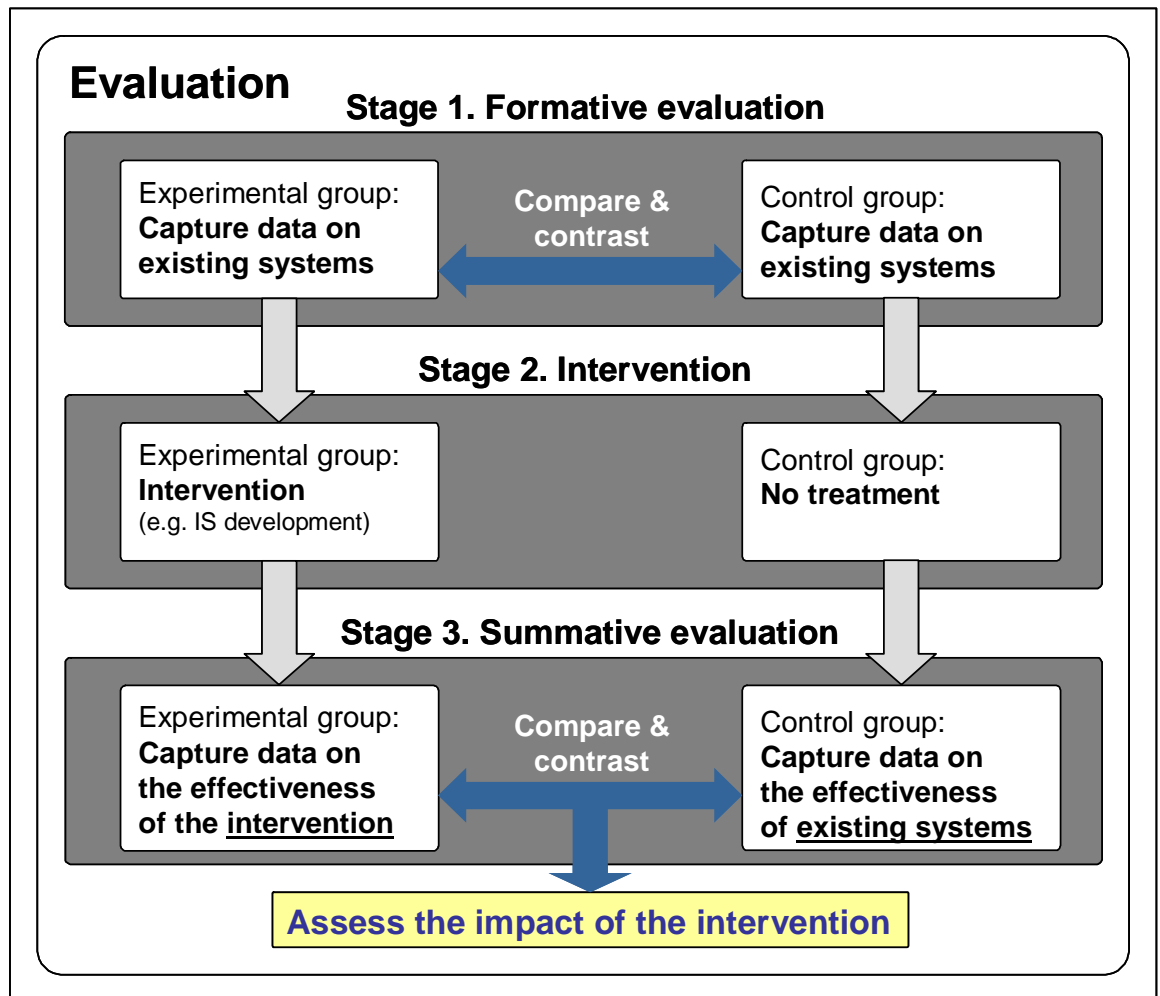 Evaluation
Stage 1. Formative evaluation
Experimental group:
Capture data on
existing systems
Compare &
contrast
Control group:
Capture data on
existing systems
Stage 2. Intervention
Experimental group:
Intervention
(e.g. IS development)
Control group:
No treatment
Stage 3. Summative evaluation
Experimental group:
Capture data on
the effectiveness
of the intervention
Compare &
contrast
Control group:
Capture data on
the effectiveness
of existing systems
Assess the impact of the intervention